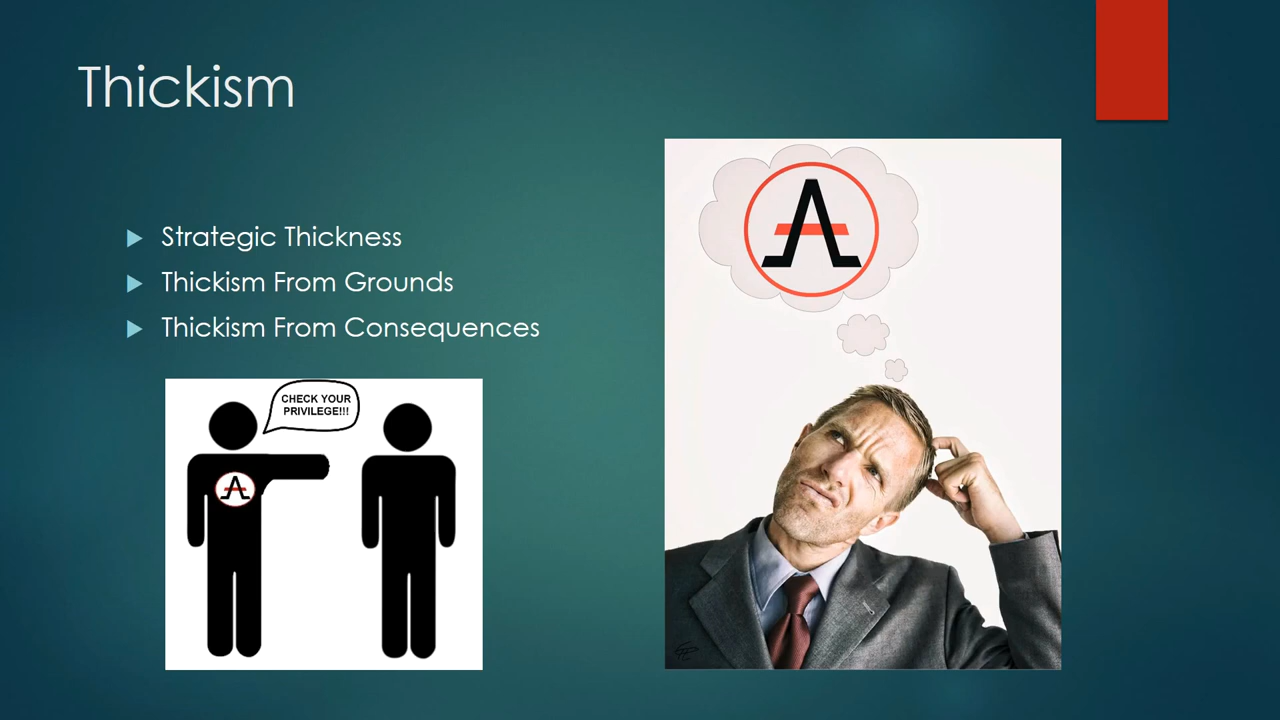 Thickism
Strategic Thickness
Thickism From Grounds
Thickism From Consequences
CHECK YOUR
PRIVILEGE!!!
A
A